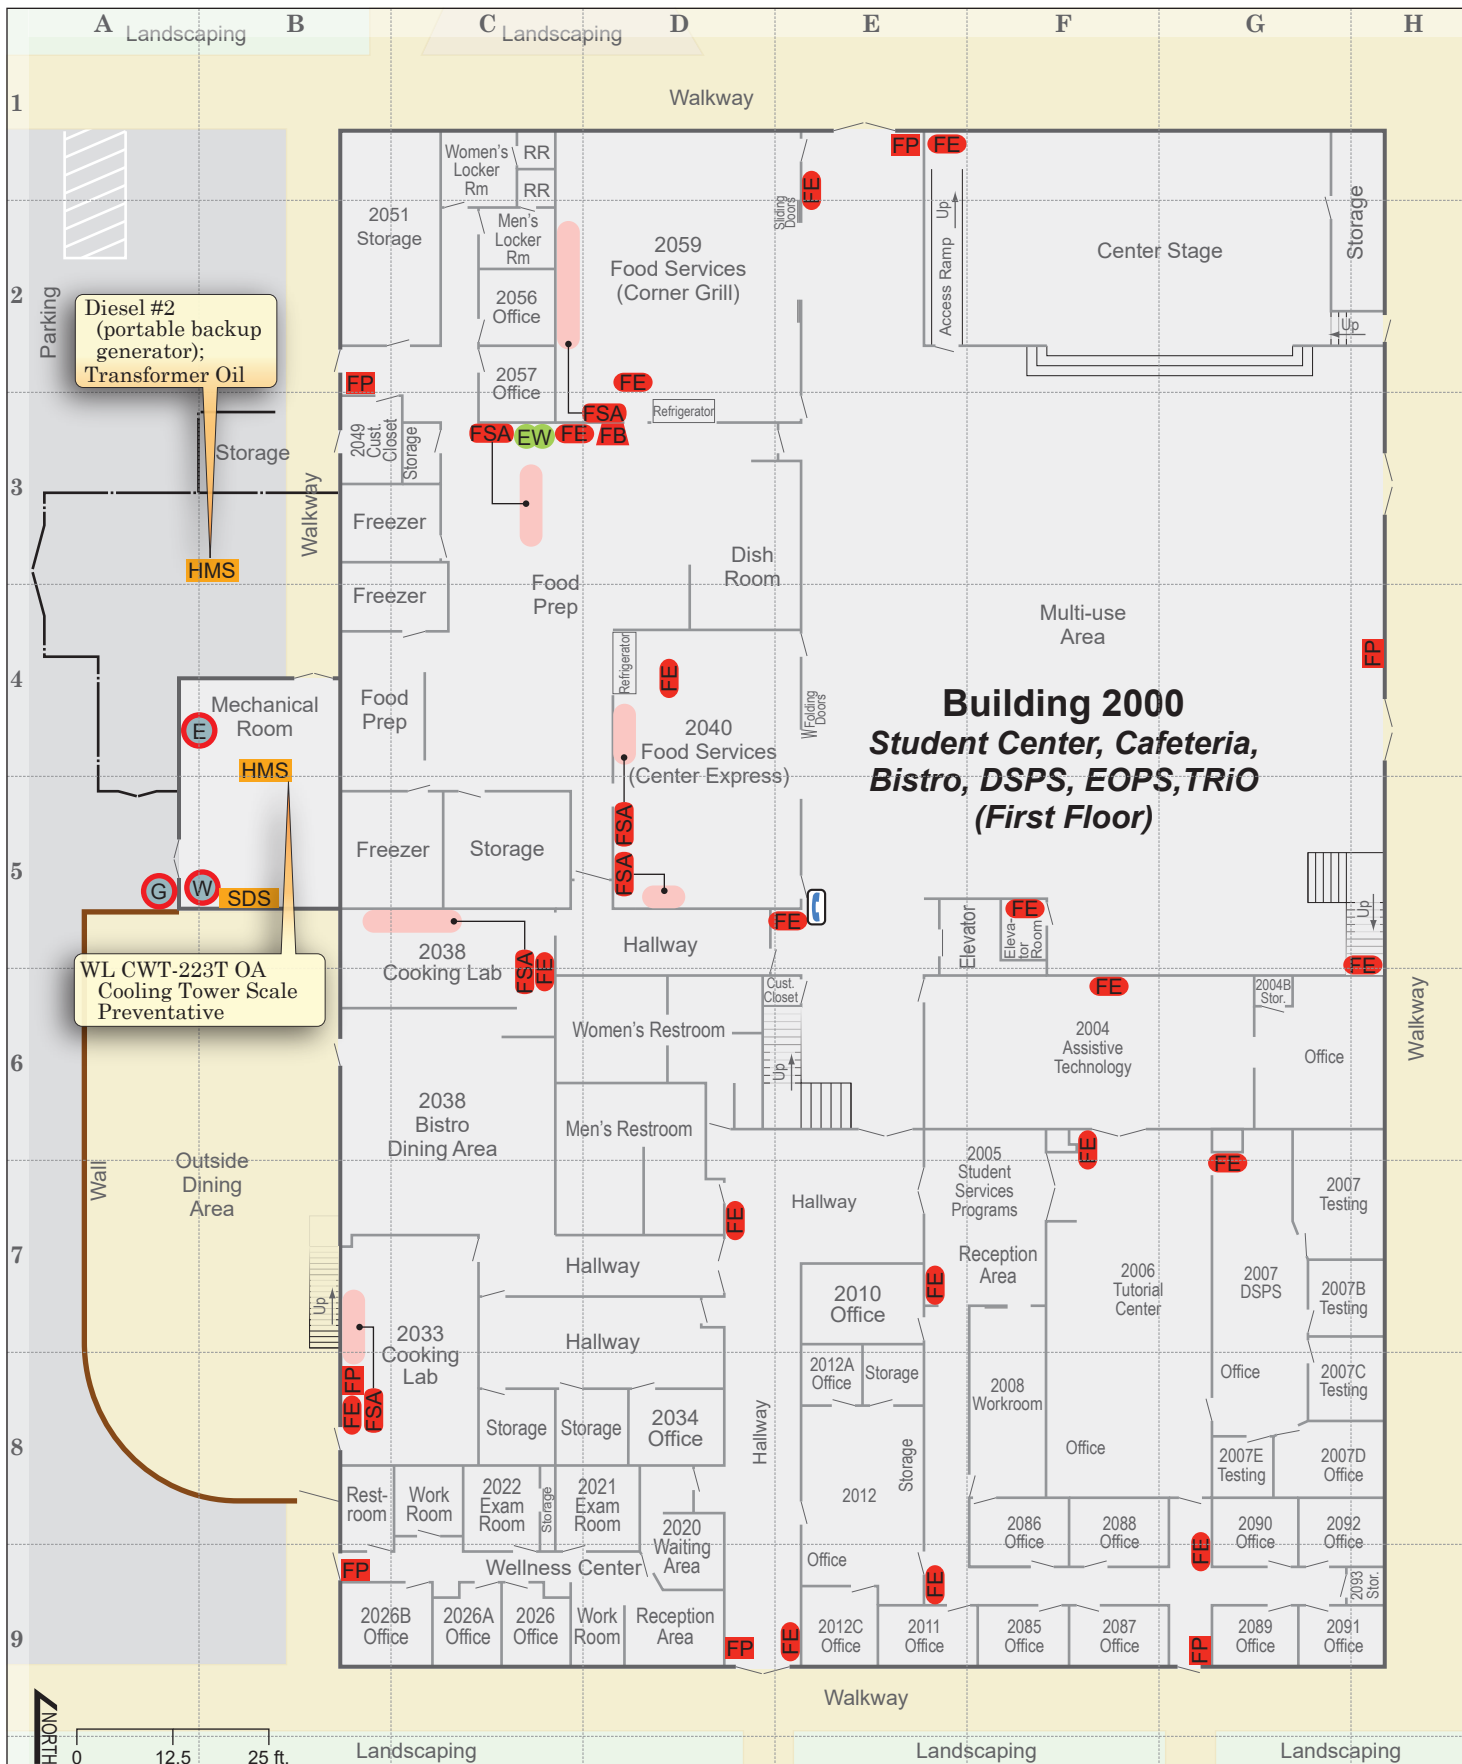 A B C D E F G H
Landscaping
Landscaping
1
Walkway
FP
FE
Women's
Locker
Rm
RR
RR
FE
2051
Storage
Men's
Locker
Rm
2059
Food Services
(Corner Grill)
Sliding
Doors
Access Ramp
Up
Center Stage
Storage
Up
2
Parking
Diesel #2
(portable backup
generator);
Transformer Oil
2056
Office
2057
Office
FP
FE
FSA
Refrigerator
FSA
EW
FE
FB
2049
Cust.
Closet
Storage
Storage
Walkway
3
Freezer
HMS
Freezer
Food
Prep
Dish
Room
Multi-use
Area
FP
4
Refrigerator
FE
Mechanical
Room
E
HMS
Food
Prep
2040
Food Services
(Center Express)
W/Folding
Doors
Building 2000
Student Center, Cafeteria,
Bistro, DSPS, EOPS,TRiO
(First Floor)
5
Freezer
Storage
FSA
FSA
G
W
SDS
FE
FE
Elevator
Eleva-
tor
Room
Up
FE
2038
Cooking Lab
FSA
FE
Hallway
WL CWT-223T OA
Cooling Tower Scale
Preventative
Cust.
Closet
FE
2004B
Stor.
6
Women's Restroom
Up
2004
Assistive
Technology
Office
Walkway
2038
Bistro
Dining Area
Men's Restroom
FE
FE
Wall
Outside
Dining
Area
FE
Hallway
2005
Student
Services
Programs
2007
Testing
7
Hallway
Reception
Area
FE
2010
Office
2006
Tutorial
Center
2007
DSPS
2007B
Testing
Up
2033
Cooking
Lab
Hallway
FP
FE
FSA
2012A
Office
Storage
2008
Workroom
Office
2007C
Testing
8
Storage
Storage
2034
Office
Hallway
Storage
Office
2007E
Testing
2007D
Office
Rest-
room
Work
Room
2022
Exam
Room
Storage
2021
Exam
Room
2012
2020
Waiting
Area
2086
Office
2088
Office
FE
2090
Office
2092
Office
FP
Wellness Center
Office
FE
2093
Stor.
9
2026B
Office
2026A
Office
2026
Office
Work
Room
Reception
Area
FP
FE
2012C
Office
2011
Office
2085
Office
2087
Office
FP
2089
Office
2091
Office
Walkway
NORTH
0 12.5 25 ft.
Landscaping
Landscaping
Landscaping